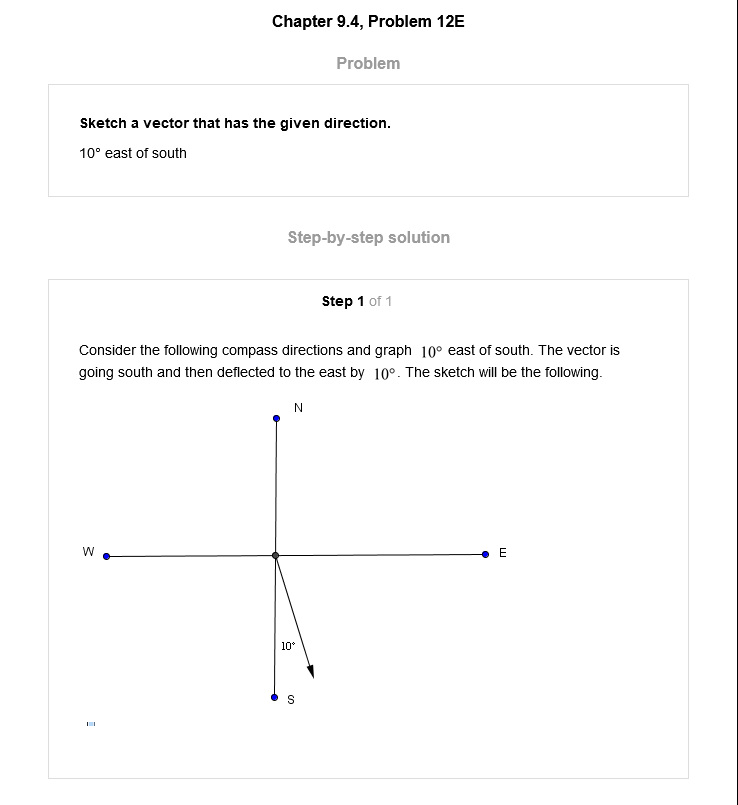 Chapter 9.4, Problem 12E
Problem
Sketch a vector that has the given direction.
10° east of south
Step-by-step solution
Step 1 of 1
Consider the following compass directions and graph 10° east of south. The vector is
going south and then deflected to the east by 10°. The sketch will be the following.
N
W
E
10°
S